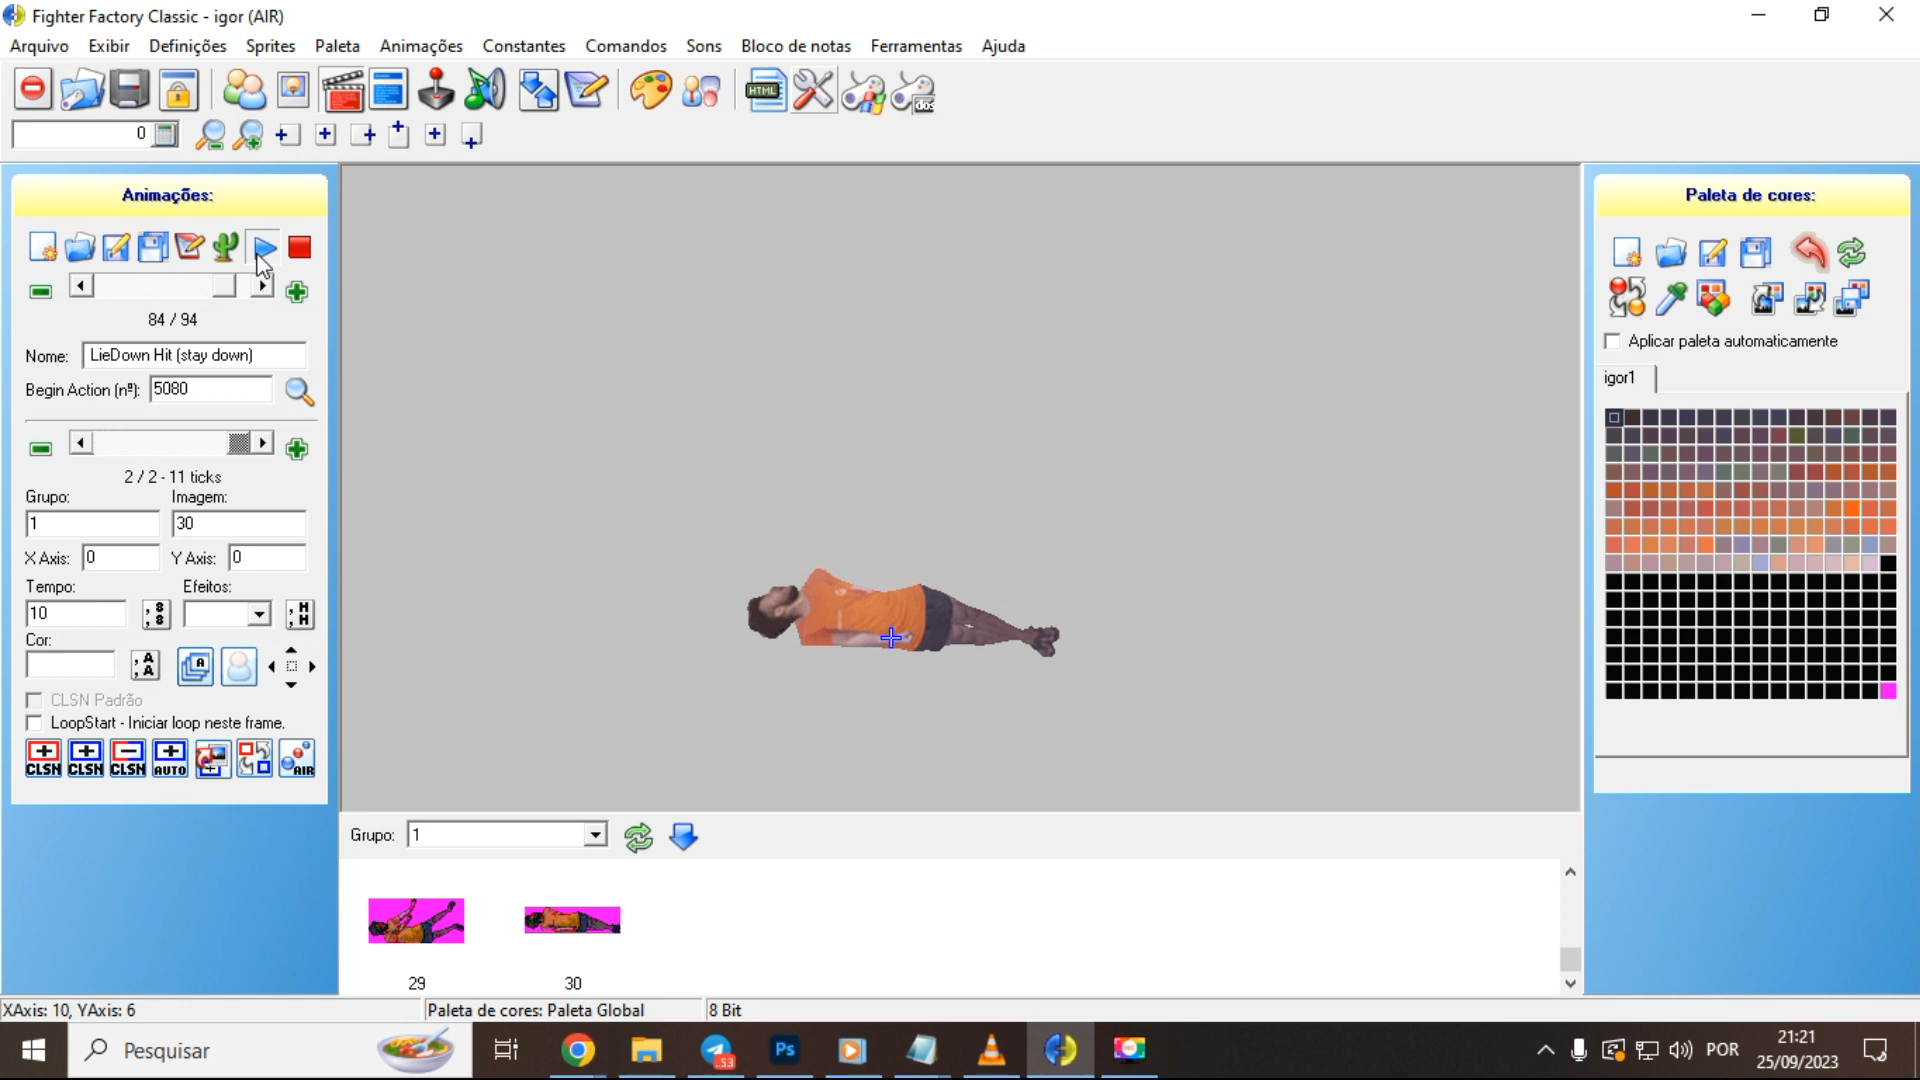 Fighter Factory Classic - igor (AIR)
Arquivo Exibir Definições Sprites Paleta Animações Constantes Comandos Sons Bloco de notas Ferramentas Ajuda
HTML
dos
0
Animações:
84 / 94
Nome: LieDown Hit (stay down)
Begin Action (nº): 5080
2 / 2 - 11 ticks
Grupo: Imagem:
1 30
X Axis: 0 Y Axis: 0
Tempo: Efeitos:
10
Cor:
CLSN Padrão
LoopStart - Iniciar loop neste frame.
CLSN CLSN CLSN AUTO AIR
Paleta de cores:
Aplicar paleta automaticamente
igor1
Grupo: 1
29 30
XAxis: 10, YAxis: 6 Paleta de cores: Paleta Global 8 Bit
Pesquisar 53 Ps POR 21:21
25/09/2023